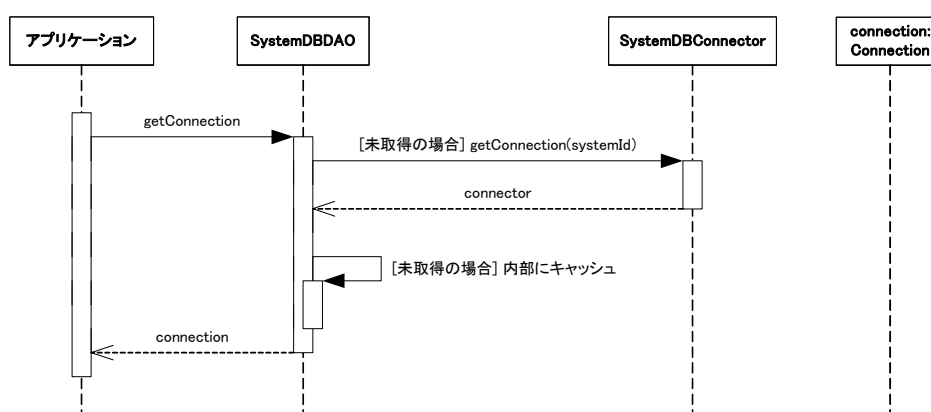 アプリケーション
SystemDBDAO
SystemDBConnector
connection:
Connection
getConnection
[未取得の場合] getConnection(systemId)
connector
[未取得の場合] 内部にキャッシュ
connection